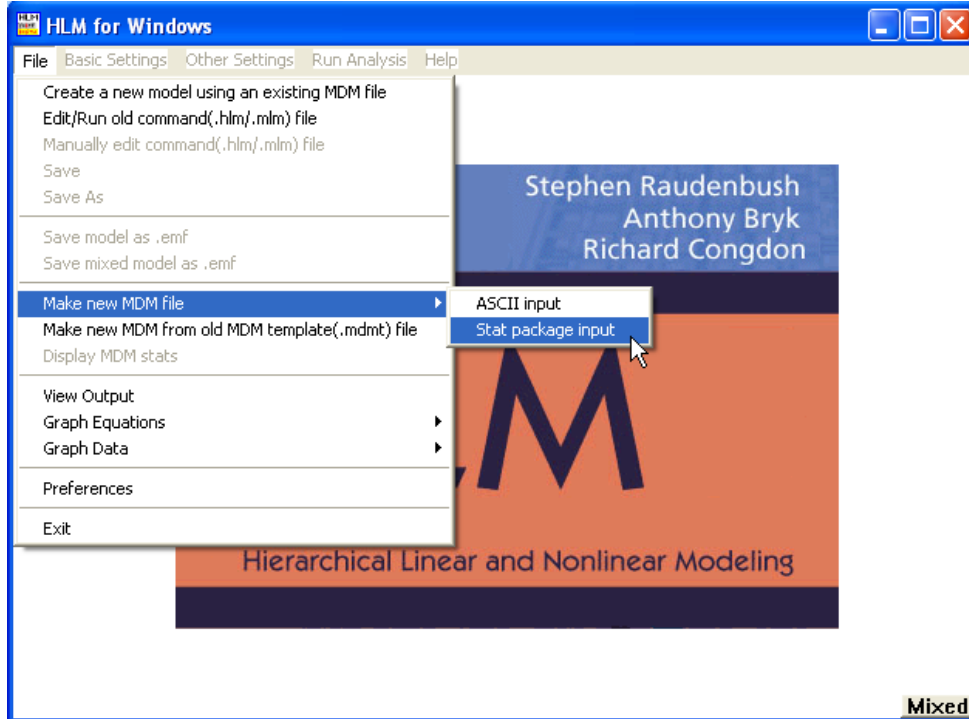 HLM for Windows
File Basic Settings Other Settings Run Analysis Help
Create a new model using an existing MDM file
Edit/Run old command(.hlm/.mlm) file
Manually edit command(.hlm/.mlm) file
Save
Save As
Save model as .emf
Save mixed model as .emf
Make new MDM file
ASCII input
Stat package input
Make new MDM from old MDM template(.mdmt) file
Display MDM stats
View Output
Graph Equations
Graph Data
Preferences
Exit
Stephen Raudenbush
Anthony Bryk
Richard Congdon
M
Hierarchical Linear and Nonlinear Modeling
Mixed